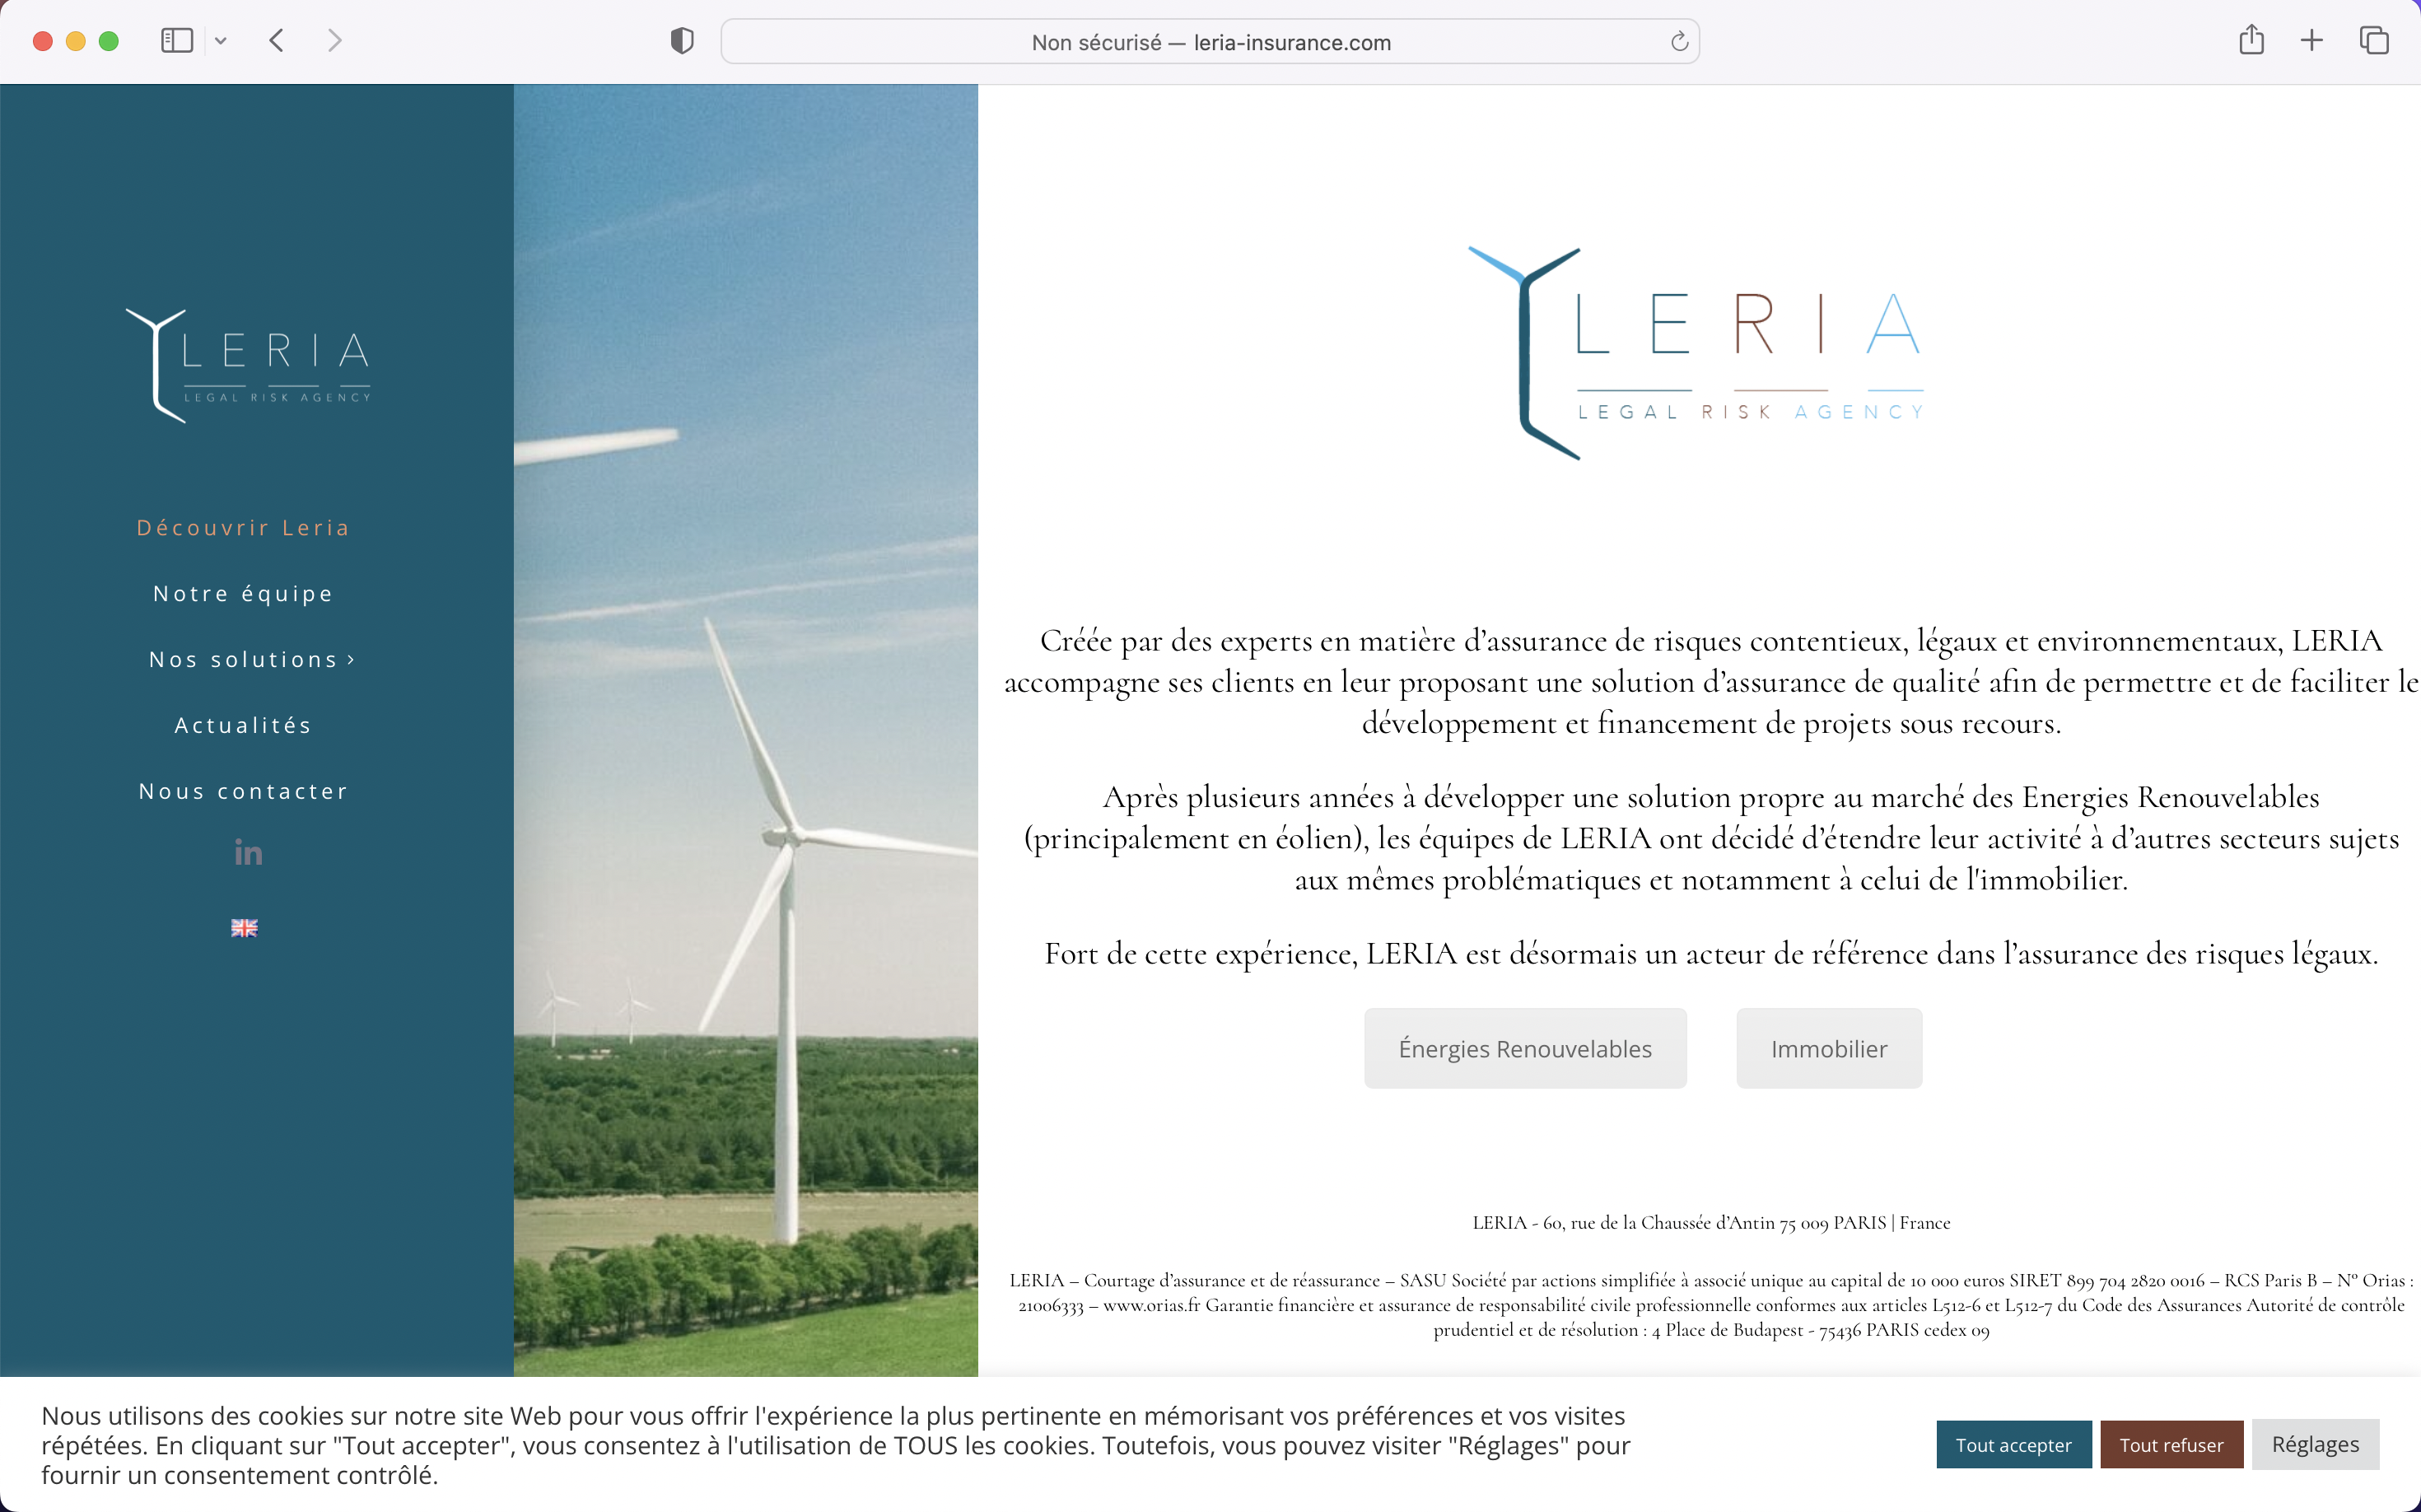 Non sécurisé — leria-insurance.com
LERIA
LEGAL RISK AGENCY
Découvrir Leria
Notre équipe
Nos solutions
Actualités
Nous contacter
in
LERIA
LEGAL RISK AGENCY
Créée par des experts en matière d’assurance de risques contentieux, légaux et environnementaux, LERIA
accompagne ses clients en leur proposant une solution d’assurance de qualité afin de permettre et de faciliter le
développement et financement de projets sous recours.
Après plusieurs années à développer une solution propre au marché des Energies Renouvelables
(principalement en éolien), les équipes de LERIA ont décidé d’étendre leur activité à d’autres secteurs sujets
aux mêmes problématiques et notamment à celui de l'immobilier.
Fort de cette expérience, LERIA est désormais un acteur de référence dans l’assurance des risques légaux.
Énergies Renouvelables
Immobilier
LERIA - 60, rue de la Chaussée d’Antin 75 009 PARIS | France
LERIA – Courtage d’assurance et de réassurance – SASU Société par actions simplifiée à associé unique au capital de 10 000 euros SIRET 899 704 2820 0016 – RCS Paris B – N° Orias :
21006333 – www.orias.fr Garantie financière et assurance de responsabilité civile professionnelle conformes aux articles L512-6 et L512-7 du Code des Assurances Autorité de contrôle
prudentiel et de résolution : 4 Place de Budapest - 75436 PARIS cedex 09
Nous utilisons des cookies sur notre site Web pour vous offrir l'expérience la plus pertinente en mémorisant vos préférences et vos visites
répétées. En cliquant sur "Tout accepter", vous consentez à l'utilisation de TOUS les cookies. Toutefois, vous pouvez visiter "Réglages" pour
fournir un consentement contrôlé.
Tout accepter
Tout refuser
Réglages